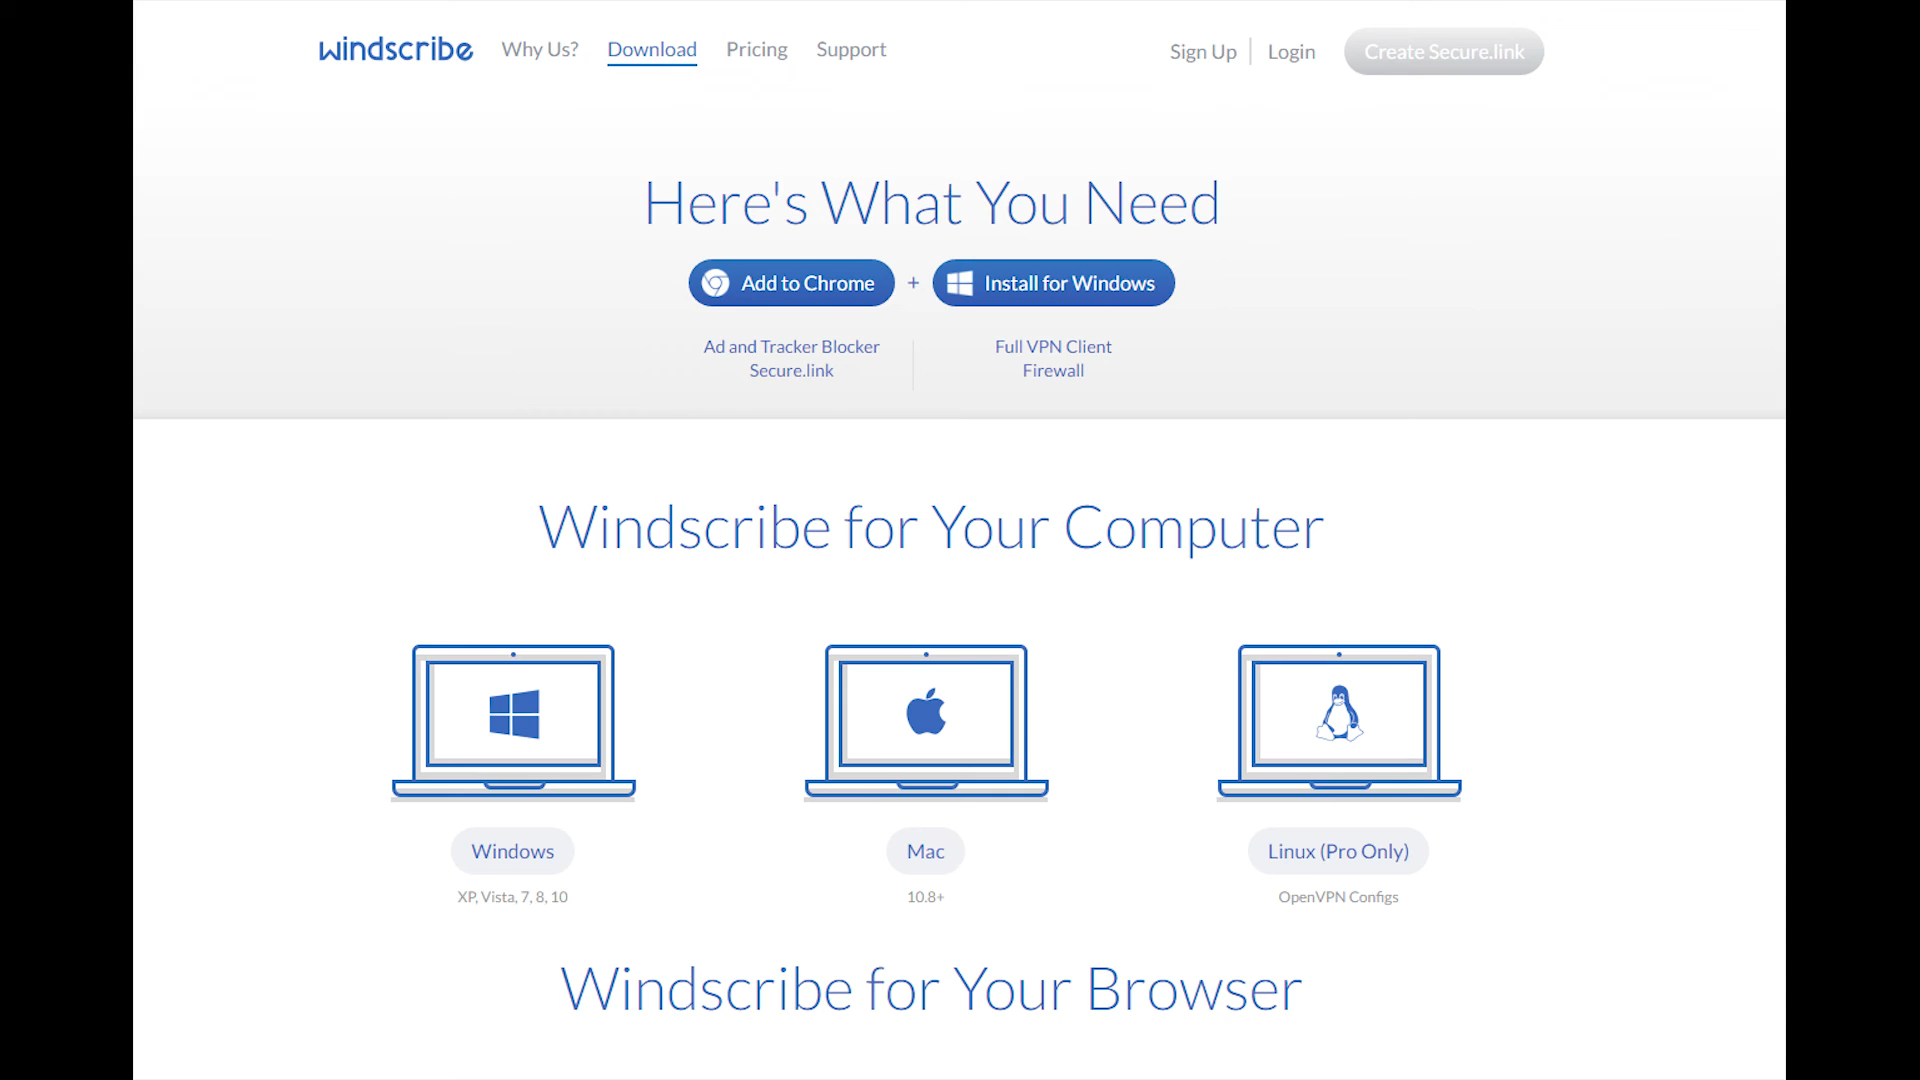 windscribe Why Us? Download Pricing Support Sign Up Login Create Secure.link
Here's What You Need
Add to Chrome + Install for Windows
Ad and Tracker Blocker Full VPN Client
Secure.link Firewall
Windscribe for Your Computer
Windows Mac Linux (Pro Only)
XP, Vista, 7, 8, 10 10.8+ OpenVPN Configs
Windscribe for Your Browser